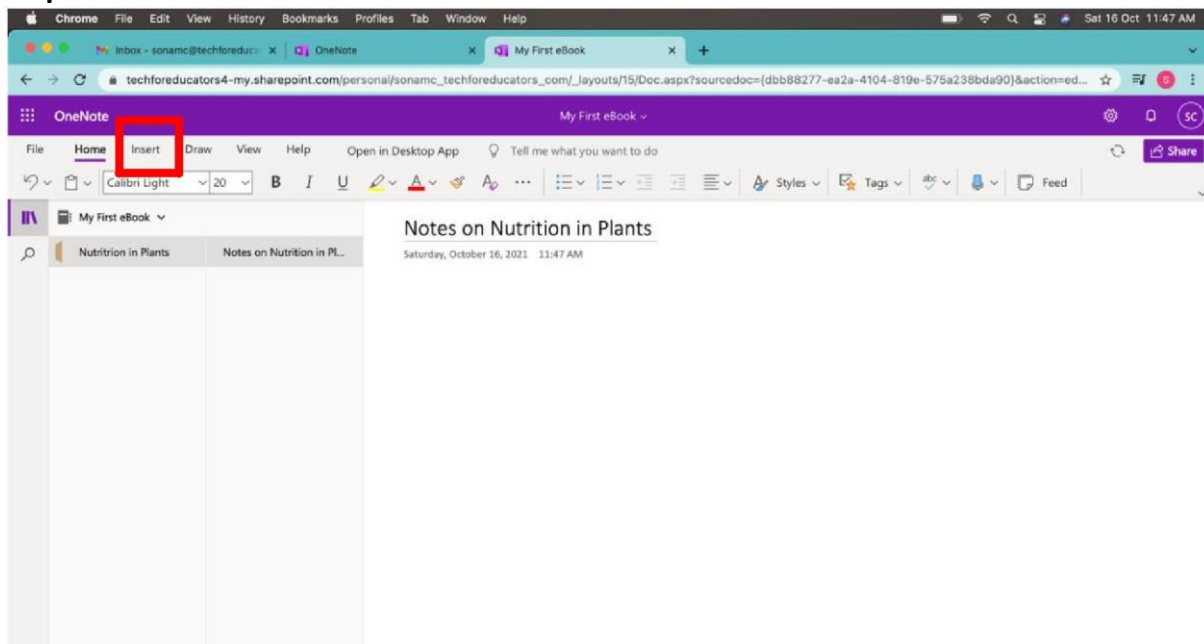 Chrome File Edit View History Bookmarks Profiles Tab Window Help Sat 16 Oct 11:47 AM
Inbox - sonamc@techforeduca OneNote My First eBook
techforeducators4-my.sharepoint.com/personal/sonamc_techforeducators_com/_layouts/15/Doc.aspx?sourcedoc={dbb88277-ea2a-4104-819e-575a238bda90}&action=ed... S
OneNote My First eBook SC
File Home Insert Draw View Help Open in Desktop App Tell me what you want to do Share
Calibri Light 20 B I U A A Styles Tags abc Feed
My First eBook
Notes on Nutrition in Plants
Nutritrion in Plants Notes on Nutrition in Pl... Saturday, October 16, 2021 11:47 AM